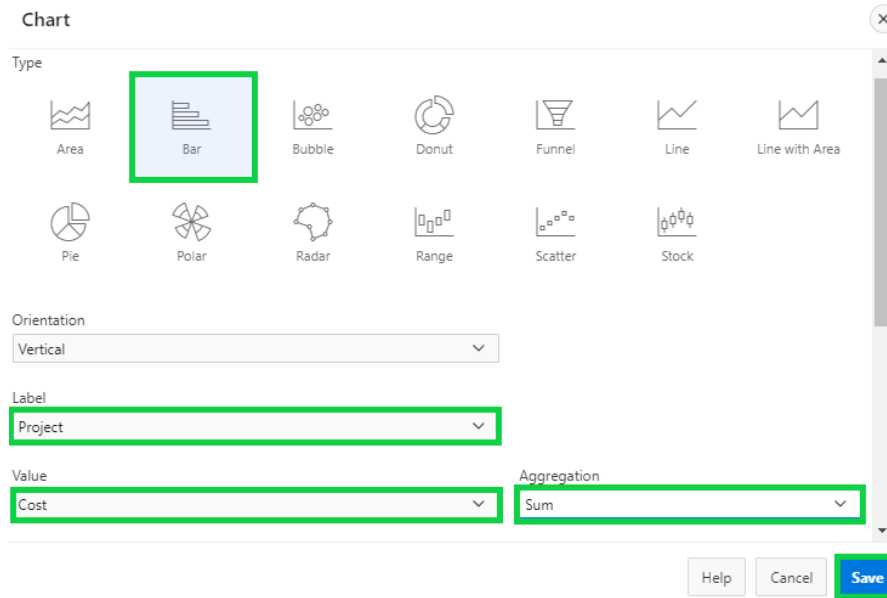 Chart
Type
Area Bar Bubble Donut Funnel Line Line with Area
Pie Polar Radar Range Scatter Stock
Orientation
Vertical
Label
Project
Value Aggregation
Cost Sum
Help Cancel Save